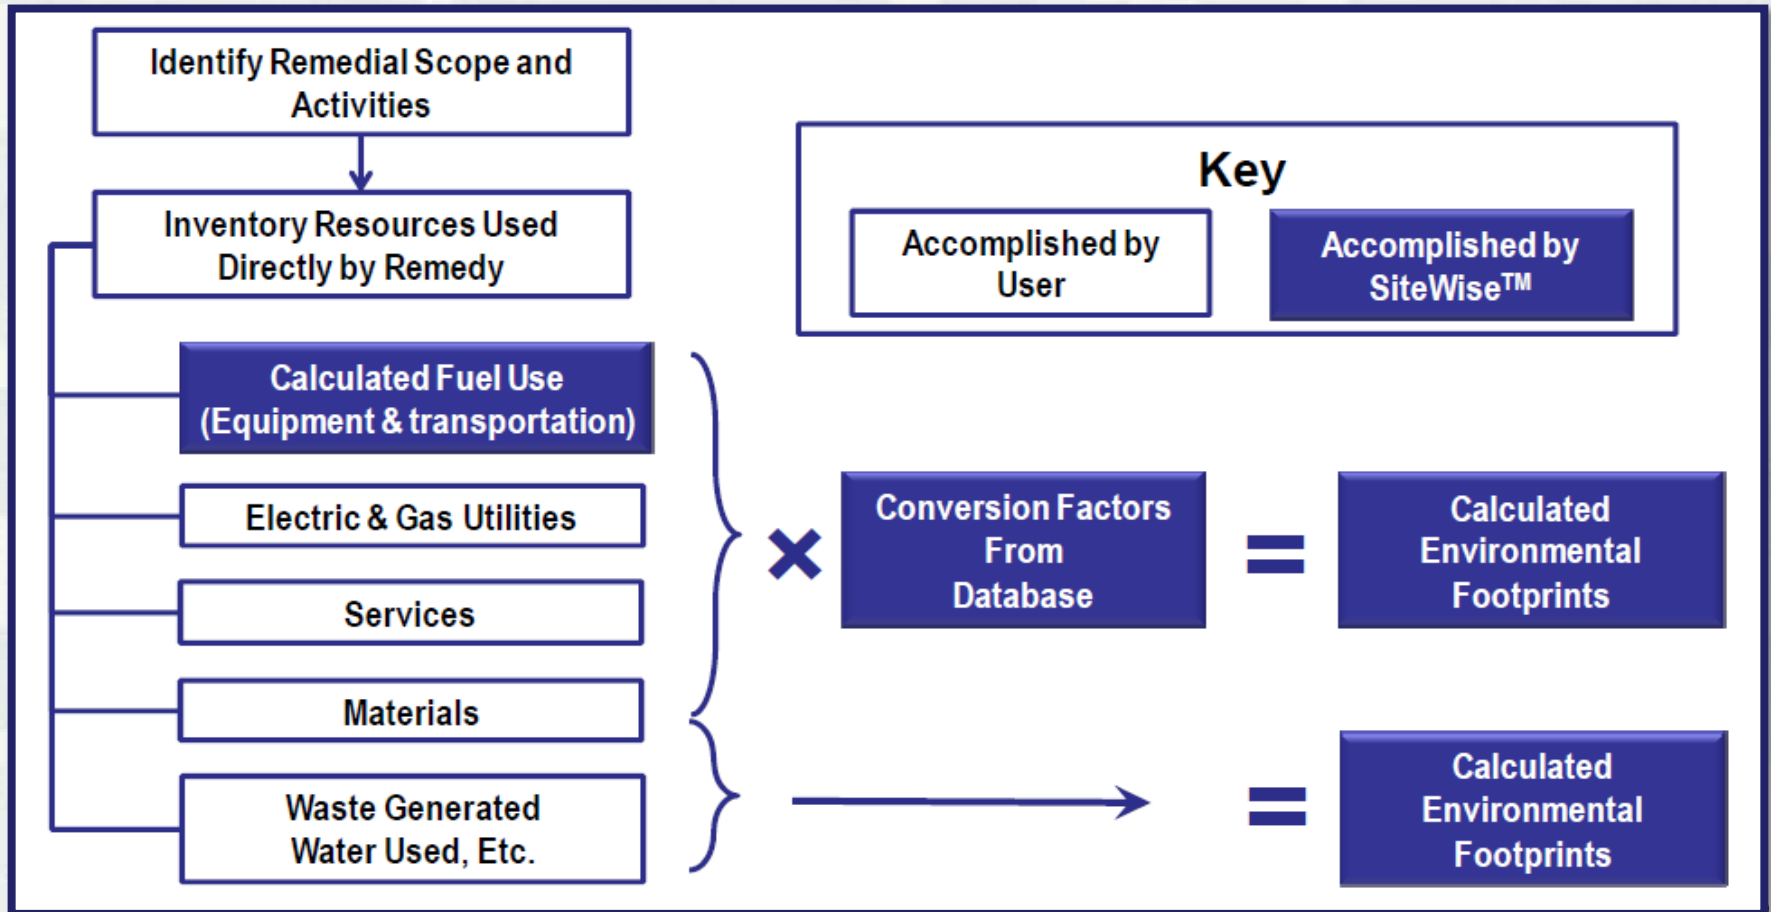 Identify Remedial Scope and
Activities
Key
Inventory Resources Used
Directly by Remedy
Accomplished by
User
Accomplished by
SiteWise™
Calculated Fuel Use
(Equipment & transportation)
Electric & Gas Utilities
Services
Materials
Waste Generated
Water Used, Etc.
×
Conversion Factors
From
Database
=
Calculated
Environmental
Footprints
=
Calculated
Environmental
Footprints